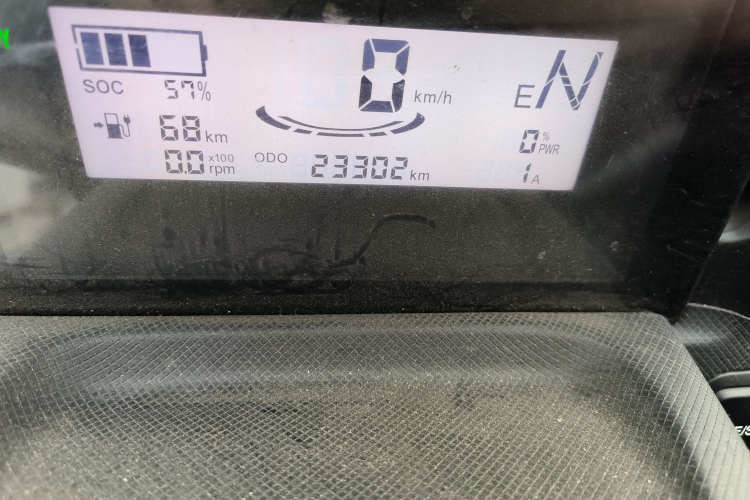 0 km/h
E N
SOC 57%
68 km
0.0 x100 rpm
ODO 23302 km
0 % PWR
1 A